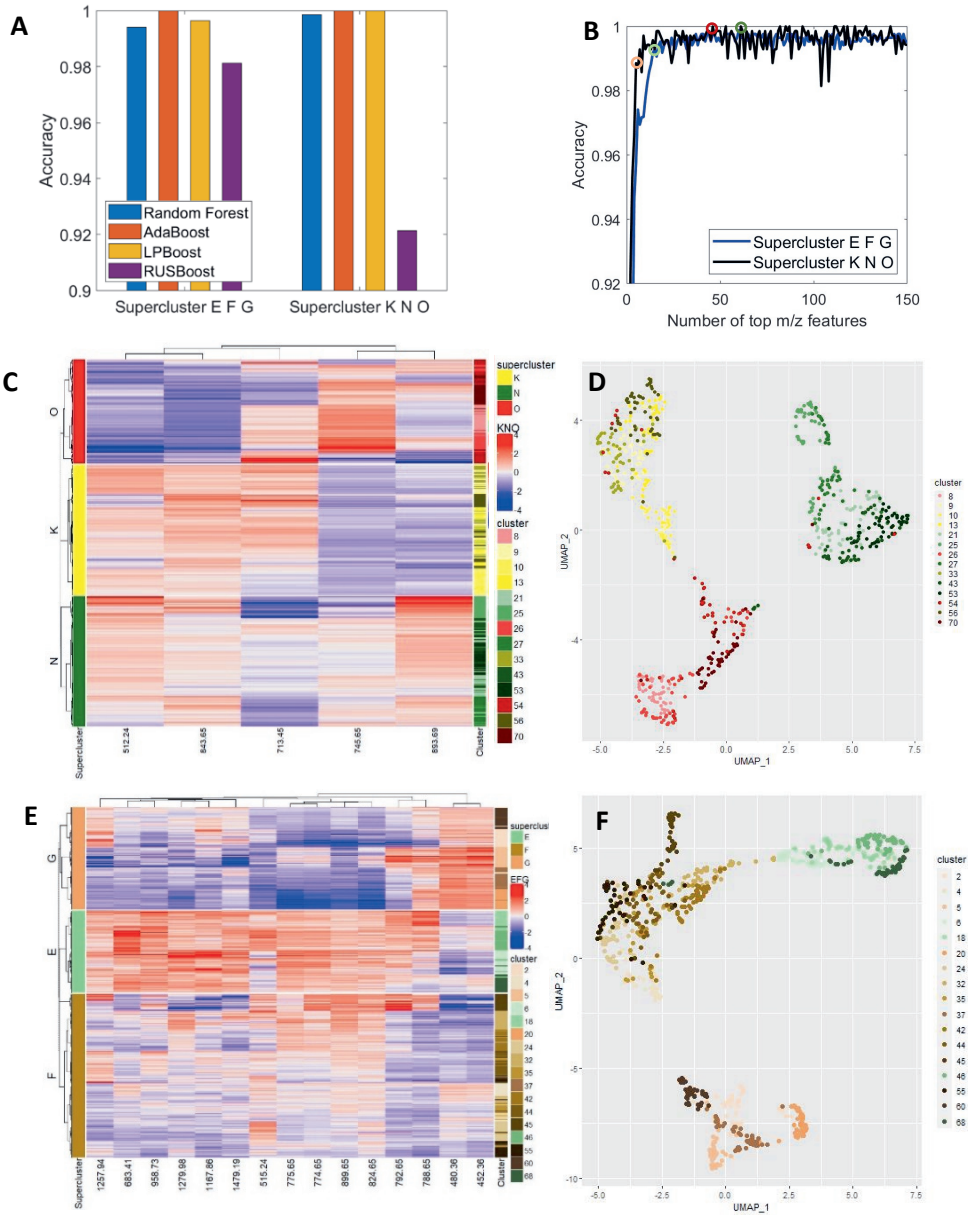 A
Accuracy
1
0.98
0.96
0.94
0.92
0.9
Random Forest
AdaBoost
LPBoost
RUSBoost
Supercluster E F G
Supercluster K N O
B
Accuracy
1
0.98
0.96
0.94
0.92
Supercluster E F G
Supercluster K N O
0
50
100
150
Number of top m/z features
C
O
K
N
supercluster
K
N
O
KNO
4
2
0
-2
-4
cluster
8
9
10
13
21
25
26
27
33
43
53
54
56
70
Supercluster
512.24
643.65
713.45
745.65
893.69
Cluster
D
UMAP_2
4
0
-4
-5.0
-2.5
0.0
2.5
5.0
7.5
UMAP_1
cluster
8
9
10
13
21
25
26
27
33
43
53
54
56
70
E
G
E
F
superclust
E
F
G
EFG
4
2
0
-2
-4
cluster
2
4
5
6
18
20
24
32
35
37
42
44
45
46
55
60
68
Supercluster
1257.94
683.41
958.73
1279.98
1167.86
1479.19
515.24
775.65
774.65
899.65
824.65
792.65
788.65
480.36
452.36
Cluster
F
UMAP_2
5
0
-5
-10
-5.0
-2.5
0.0
2.5
5.0
7.5
UMAP_1
cluster
2
4
5
6
18
20
24
32
35
37
42
44
45
46
55
60
68